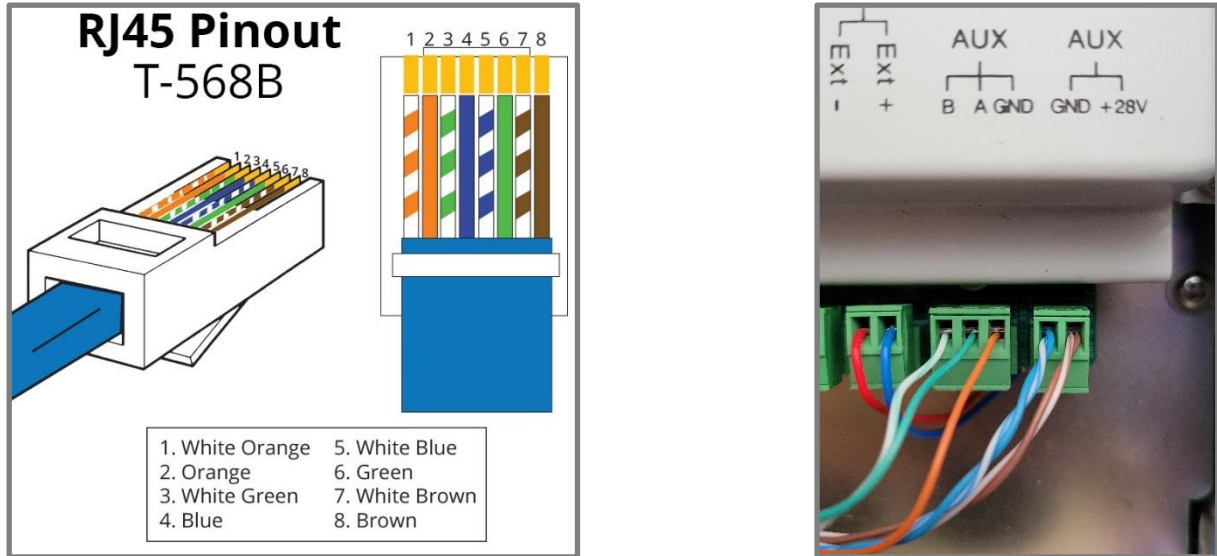 RJ45 Pinout
T-568B
1 2 3 4 5 6 7 8
12345678
1. White Orange
2. Orange
3. White Green
4. Blue
5. White Blue
6. Green
7. White Brown
8. Brown
Ext Ext
- +
AUX AUX
B A GND GND +28V